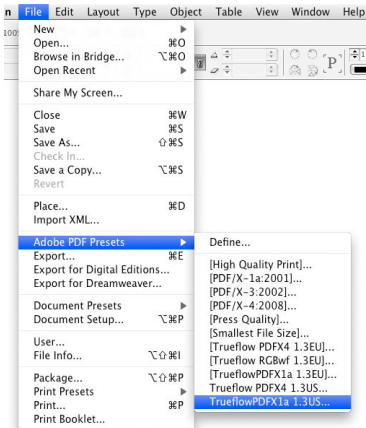 n File Edit Layout Type Object Table View Window Help
New
Open... ⌘O
Browse in Bridge... ⌥⌘O
Open Recent
Share My Screen...
Close ⌘W
Save ⌘S
Save As... ⇧⌘S
Check In...
Save a Copy... ⌥⌘S
Revert
Place... ⌘D
Import XML...
Adobe PDF Presets
Export... ⌘E
Export for Digital Editions...
Export for Dreamweaver...
Document Presets
Document Setup... ⌥⌘P
User...
File Info... ⌥⇧⌘I
Package... ⌥⇧⌘P
Print Presets
Print... ⌘P
Print Booklet...
Define...
[High Quality Print]...
[PDF/X-1a:2001]...
[PDF/X-3:2002]...
[PDF/X-4:2008]...
[Press Quality]...
[Smallest File Size]...
[Trueflow PDFX4 1.3EU]...
[Trueflow RGBwf 1.3EU]...
[TrueflowPDFX1a 1.3EU]...
Trueflow PDFX4 1.3US...
TrueflowPDFX1a 1.3US...